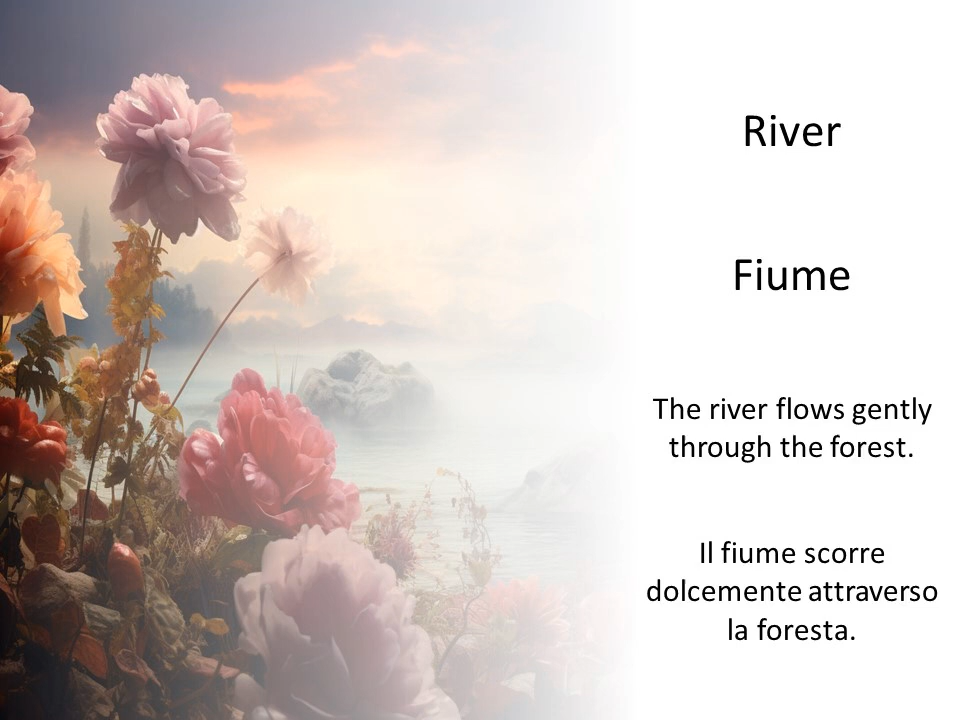 River
Fiume
The river flows gently
through the forest.
Il fiume scorre
dolcemente attraverso
la foresta.